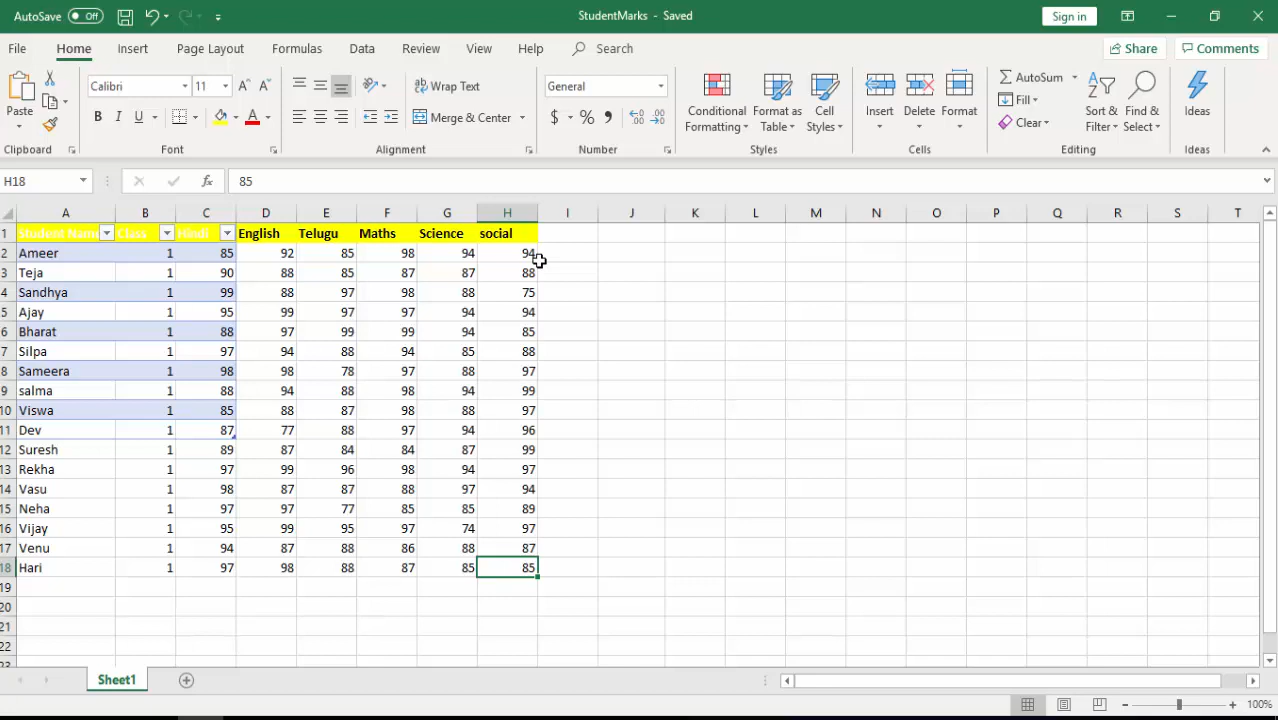 AutoSave Off StudentMarks - Saved Sign in
File Home Insert Page Layout Formulas Data Review View Help Search Share Comments
Calibri 11 A A Wrap Text General AutoSum
Paste B I U A Merge & Center $ % Conditional Formatting Format as Table Cell Styles Insert Delete Format Fill Clear Sort & Filter Find & Select Ideas
Clipboard Font Alignment Number Styles Cells Editing Ideas
H18 fx 85
A B C D E F G H I J K L M N O P Q R S T
1 Student Name Class Hindi English Telugu Maths Science social
2 Ameer 1 85 92 85 98 94 94
3 Teja 1 90 88 85 87 87 88
4 Sandhya 1 99 88 97 98 88 75
5 Ajay 1 95 99 97 97 94 94
6 Bharat 1 88 97 99 99 94 85
7 Silpa 1 97 94 88 94 85 88
8 Sameera 1 98 98 78 97 88 97
9 salma 1 88 94 88 98 94 99
10 Viswa 1 85 88 87 98 88 97
11 Dev 1 87 77 88 97 94 96
12 Suresh 1 89 87 84 84 87 99
13 Rekha 1 97 99 96 98 94 97
14 Vasu 1 98 87 87 88 97 94
15 Neha 1 97 97 77 85 85 89
16 Vijay 1 95 99 95 97 74 97
17 Venu 1 94 87 88 86 88 87
18 Hari 1 97 98 88 87 85 85
19
20
21
22
23
Sheet1
100%